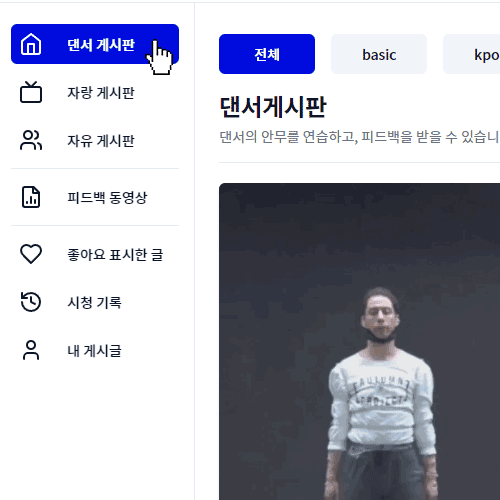 댄서 게시판
자랑 게시판
자유 게시판
피드백 동영상
좋아요 표시한 글
시청 기록
내 게시글
전체
basic
kpo
댄서게시판
댄서의 안무를 연습하고, 피드백을 받을 수 있습니
AUTUMN
PROJECT